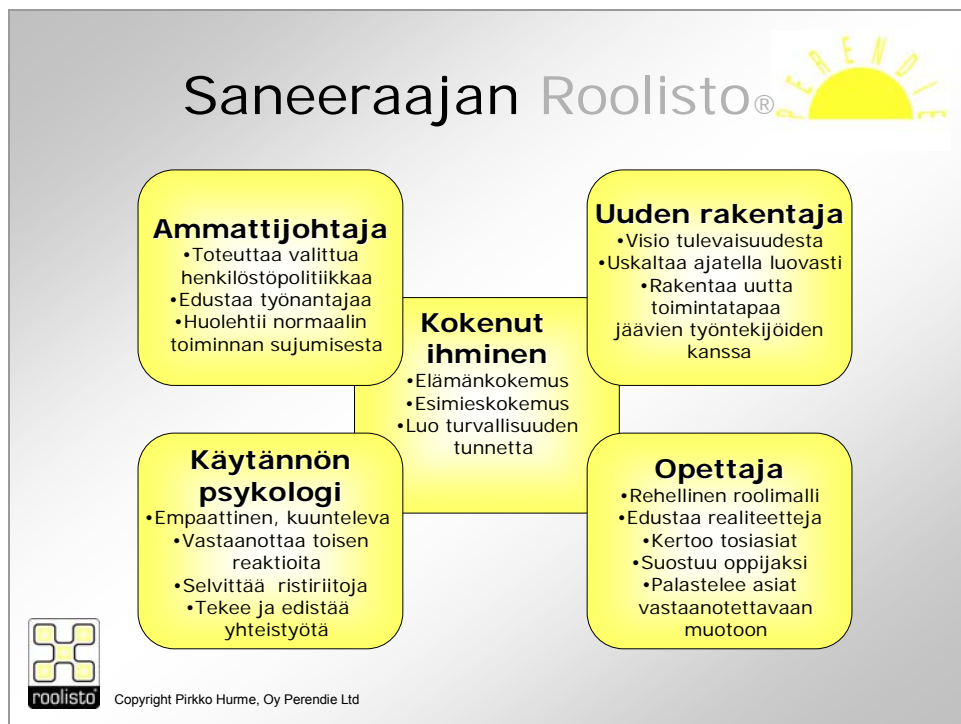 Saneeraajan Roolisto®
PERENDIE
Ammattijohtaja
•Toteuttaa valittua
henkilöstöpolitiikkaa
•Edustaa työnantajaa
•Huolehtii normaalin
toiminnan sujumisesta
Uuden rakentaja
•Visio tulevaisuudesta
•Uskaltaa ajatella luovasti
•Rakentaa uutta
toimintatapaa
jäävien työntekijöiden
kanssa
Kokenut
ihminen
•Elämänkokemus
•Esimieskokemus
•Luo turvallisuuden
tunnetta
Käytännön
psykologi
•Empaattinen, kuunteleva
•Vastaanottaa toisen
reaktioita
•Selvittää ristiriitoja
•Tekee ja edistää
yhteistyötä
Opettaja
•Rehellinen roolimalli
•Edustaa realiteetteja
•Kertoo tosiasiat
•Suostuu oppijaksi
•Palastelee asiat
vastaanotettavaan
muotoon
roolisto
Copyright Pirkko Hurme, Oy Perendie Ltd